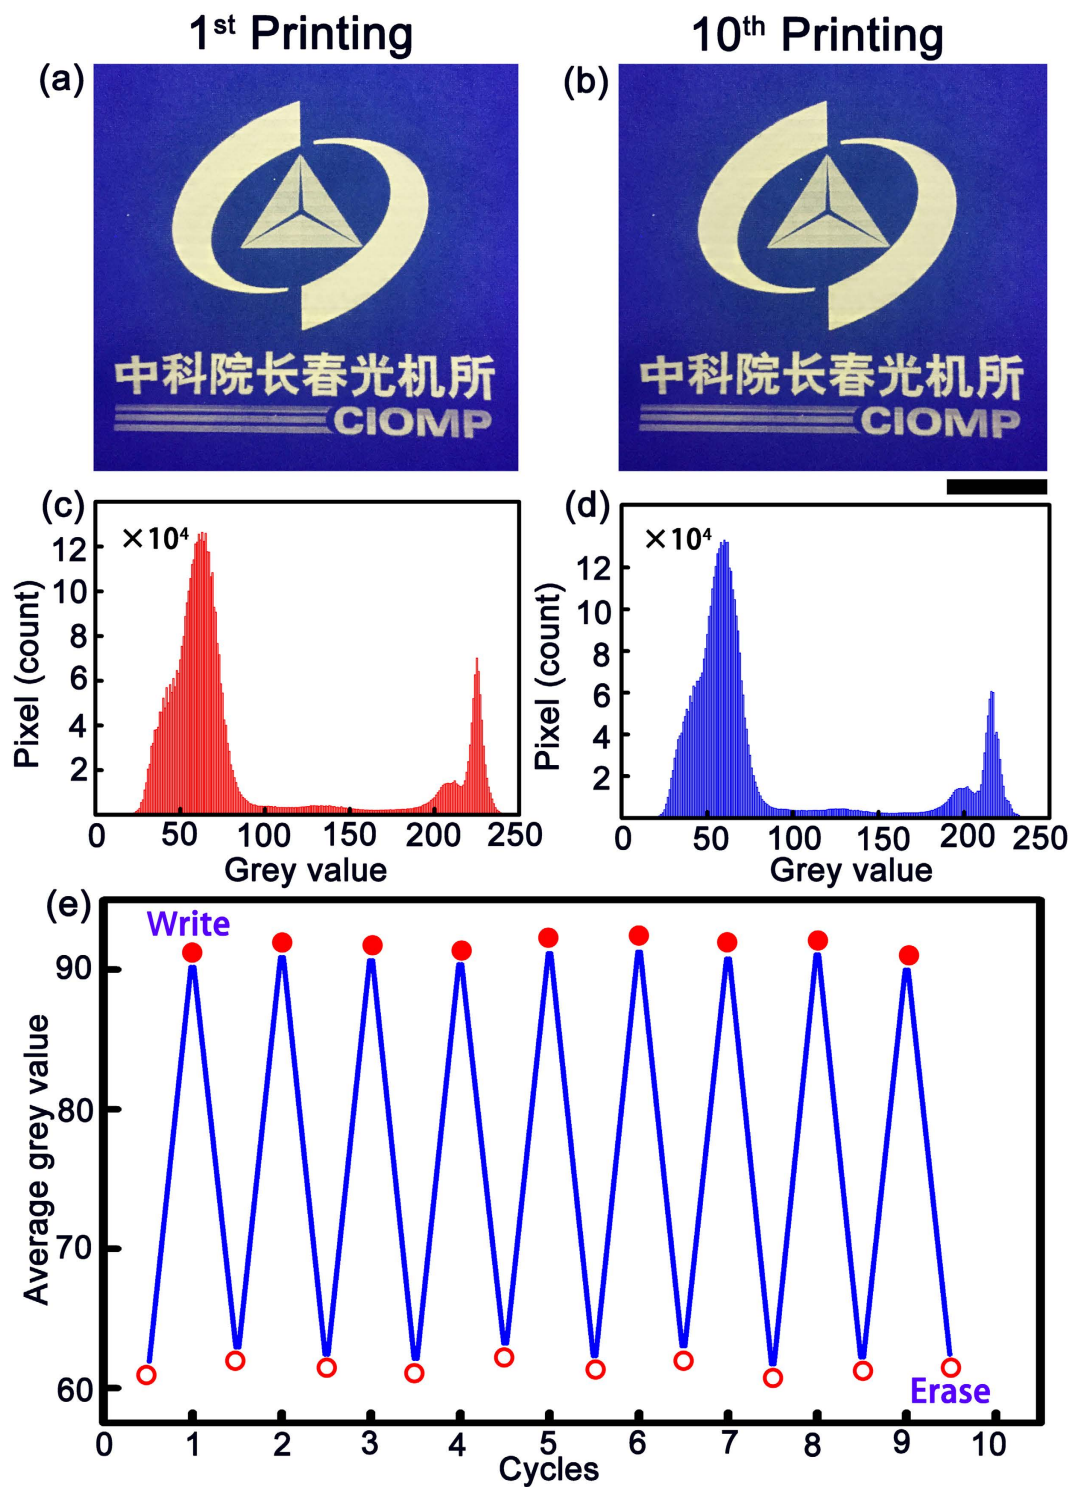 1st Printing
10th Printing
(a)
中科院长春光机所
CIOMP
(b)
中科院长春光机所
CIOMP
(c)
×10⁴
12
10
8
6
4
2
Pixel (count)
0 50 100 150 200 250
Grey value
(d)
×10⁴
12
10
8
6
4
2
Pixel (count)
0 50 100 150 200 250
Grey value
(e)
Write
90
80
70
60
Average grey value
Erase
0 1 2 3 4 5 6 7 8 9 10
Cycles